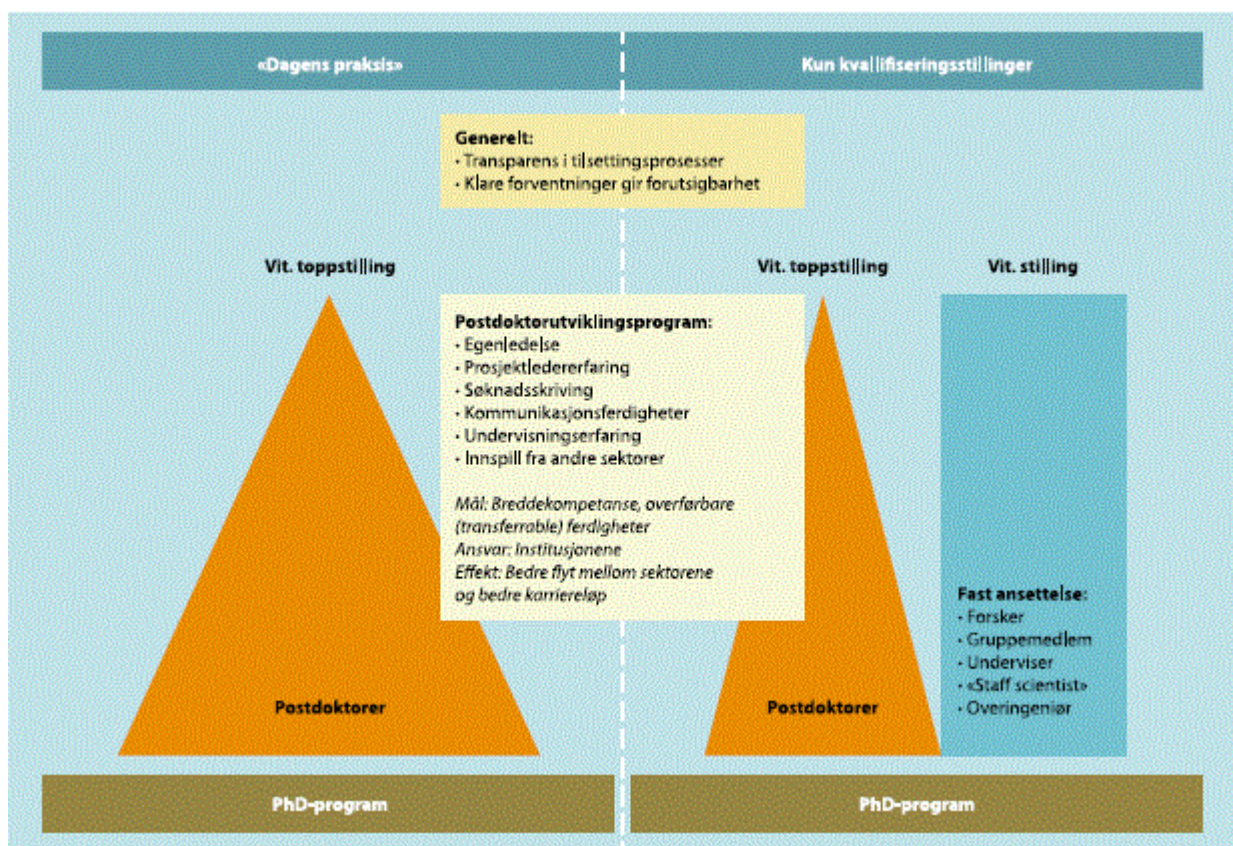 «Dagens praksis»
Kun kvallifiseringsstillinger
Generelt:
• Transparens i tilsettingsprosesser
• Klare forventninger gir forutsigbarhet
Vit. toppstilling
Vit. toppstilling
Vit. stilling
Postdoktorutviklingsprogram:
• Egenledelse
• Prosjektledererfaring
• Søknadsskriving
• Kommunikasjonsferdigheter
• Undervisningserfaring
• Innspill fra andre sektorer
Mål: Breddekompetanse, overførbare
(transferrable) ferdigheter
Ansvar: Institusjonene
Effekt: Bedre flyt mellom sektorene
og bedre karriereløp
Fast ansettelse:
• Forsker
• Gruppemedlem
• Underviser
• «Staff scientist»
• Overingeniør
Postdoktorer
Postdoktorer
PhD-program
PhD-program